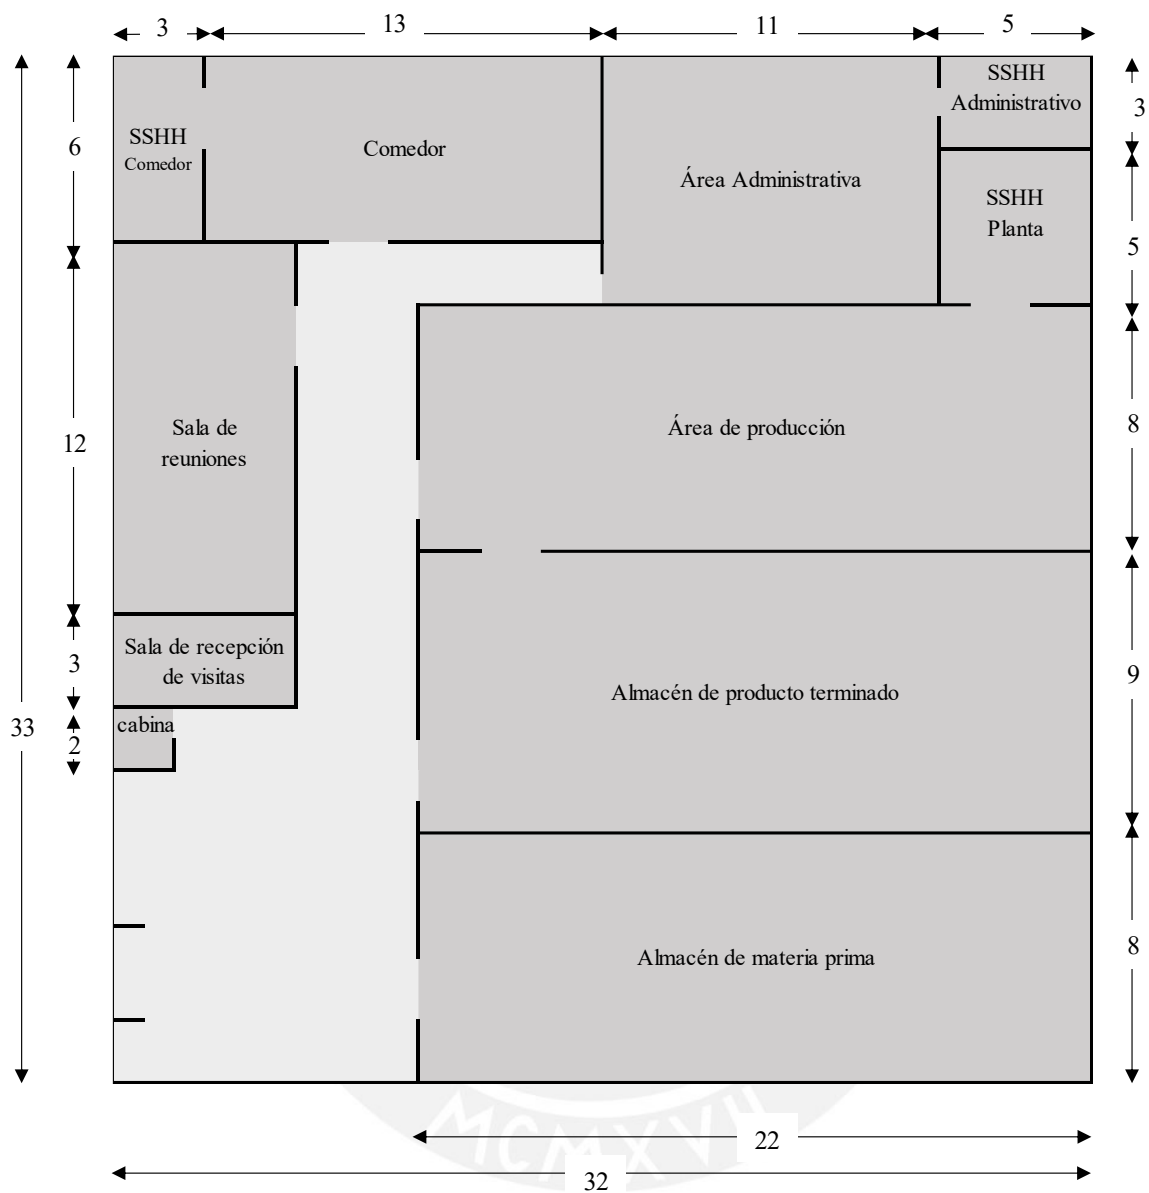 3
13
11
5
SSHH
Administrativo
3
6
SSHH
Comedor
Comedor
Área Administrativa
SSHH
Planta
5
12
Sala de
reuniones
Área de producción
8
Sala de recepción
de visitas
3
Almacén de producto terminado
9
33
cabina
2
Almacén de materia prima
8
MCMXVII
22
32